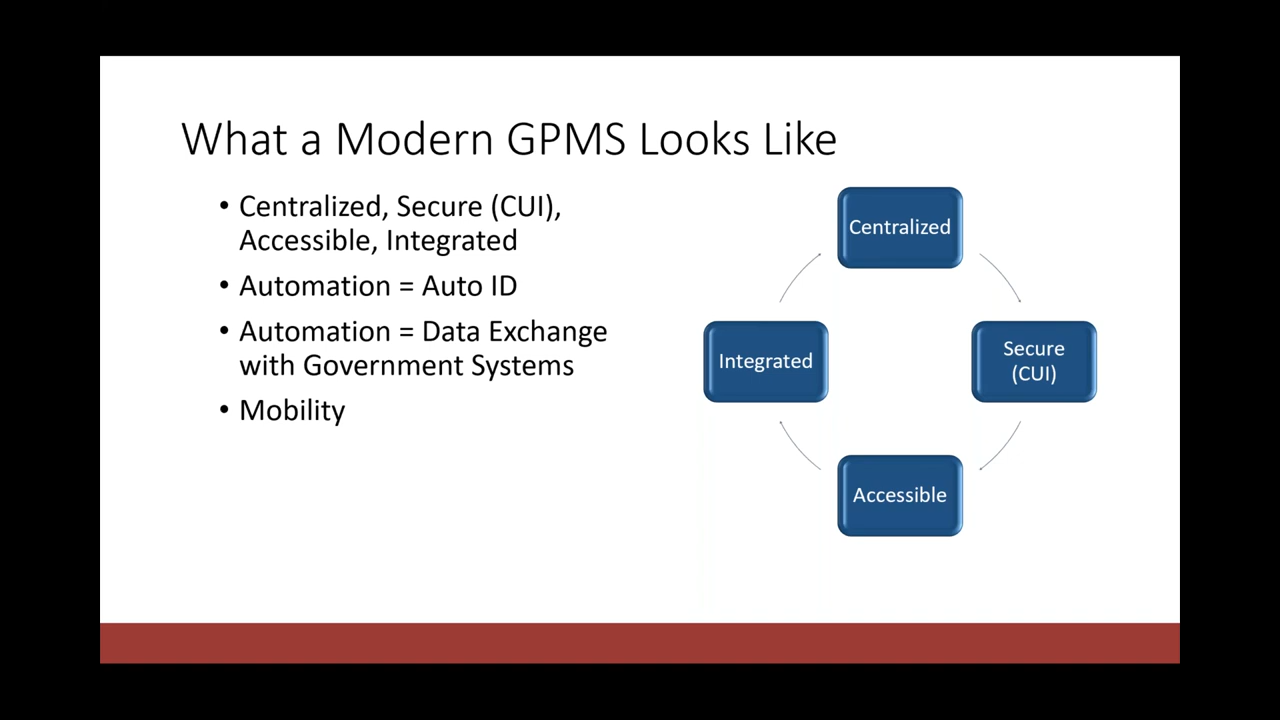 What a Modern GPMS Looks Like
• Centralized, Secure (CUI),
Accessible, Integrated
• Automation = Auto ID
• Automation = Data Exchange
with Government Systems
• Mobility
Centralized
Secure
(CUI)
Accessible
Integrated